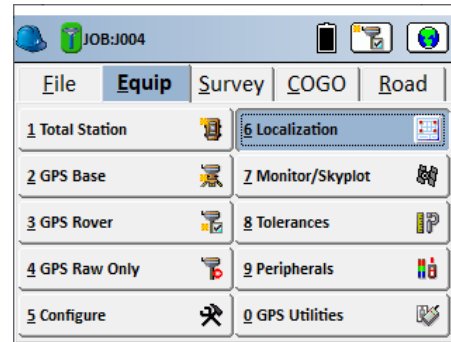 JOB:J004
File Equip Survey COGO Road
1 Total Station 6 Localization
2 GPS Base 7 Monitor/Skyplot
3 GPS Rover 8 Tolerances
4 GPS Raw Only 9 Peripherals
5 Configure 0 GPS Utilities